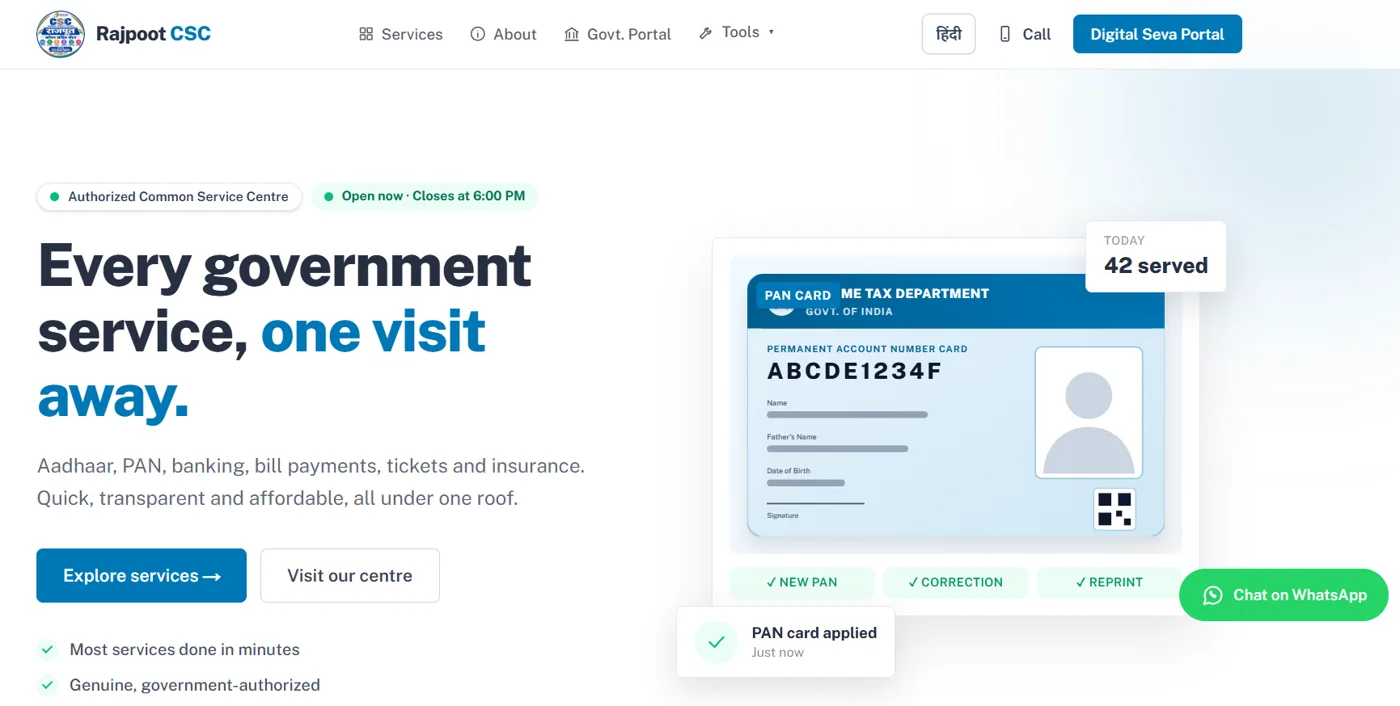 CSC
राजपूत
Rajpoot CSC
Services
About
Govt. Portal
Tools
हिंदी
Call
Digital Seva Portal
Authorized Common Service Centre
Open now · Closes at 6:00 PM
Every government
service, one visit
away.
Aadhaar, PAN, banking, bill payments, tickets and insurance.
Quick, transparent and affordable, all under one roof.
Explore services →
Visit our centre
✓ Most services done in minutes
✓ Genuine, government-authorized
TODAY
42 served
PAN CARD
ME TAX DEPARTMENT
GOVT. OF INDIA
PERMANENT ACCOUNT NUMBER CARD
ABCDE1234F
Name
Father's Name
Date of Birth
Signature
✓ NEW PAN
✓ CORRECTION
✓ REPRINT
Chat on WhatsApp
PAN card applied
Just now